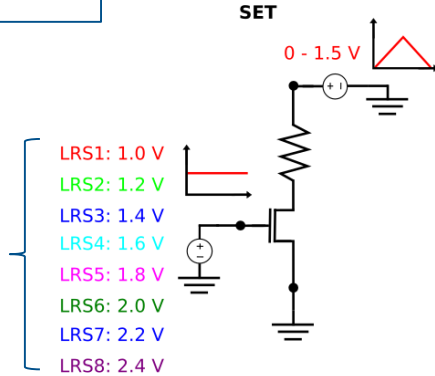 SET
0 - 1.5 V
LRS1: 1.0 V
LRS2: 1.2 V
LRS3: 1.4 V
LRS4: 1.6 V
LRS5: 1.8 V
LRS6: 2.0 V
LRS7: 2.2 V
LRS8: 2.4 V